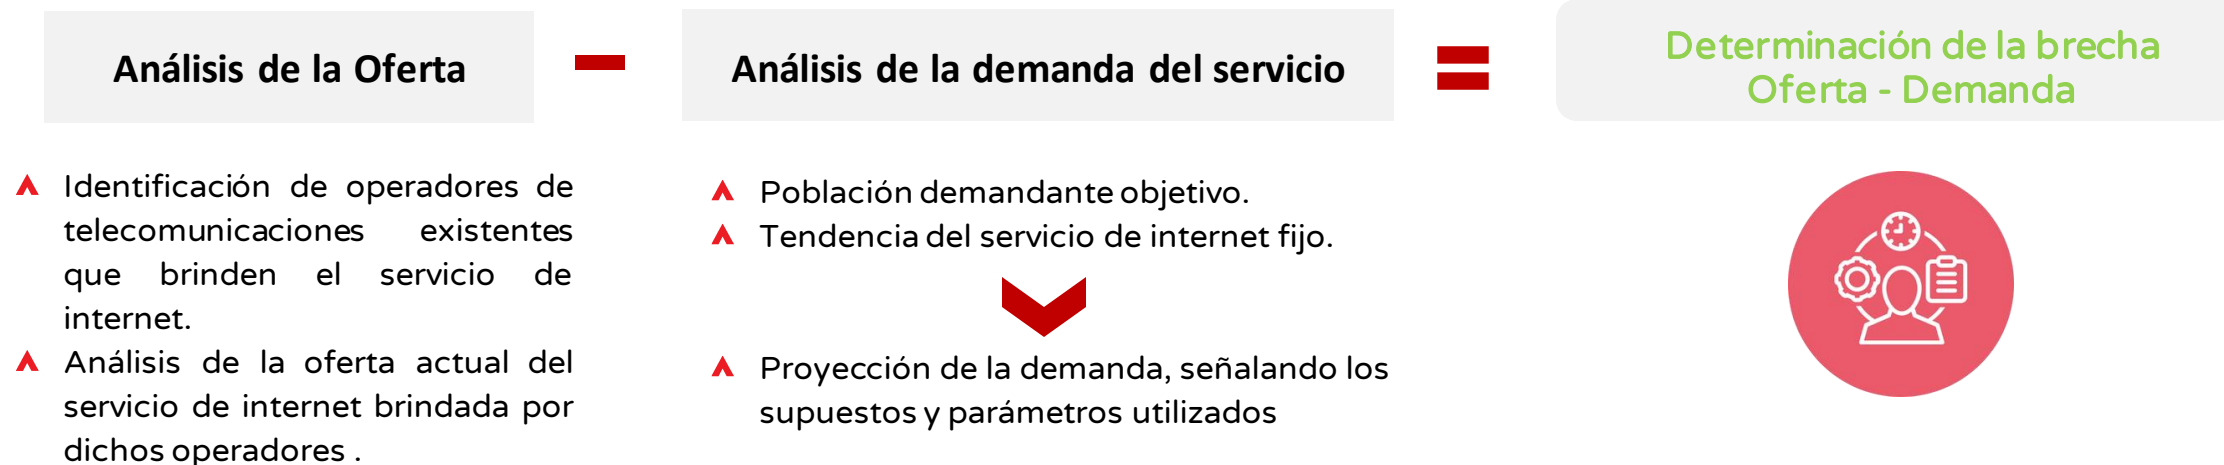 Análisis de la Oferta
Identificación de operadores de
telecomunicaciones existentes
que brinden el servicio de
internet.
Análisis de la oferta actual del
servicio de internet brindada por
dichos operadores .
Análisis de la demanda del servicio
Población demandante objetivo.
Tendencia del servicio de internet fijo.
Proyección de la demanda, señalando los
supuestos y parámetros utilizados
Determinación de la brecha
Oferta - Demanda